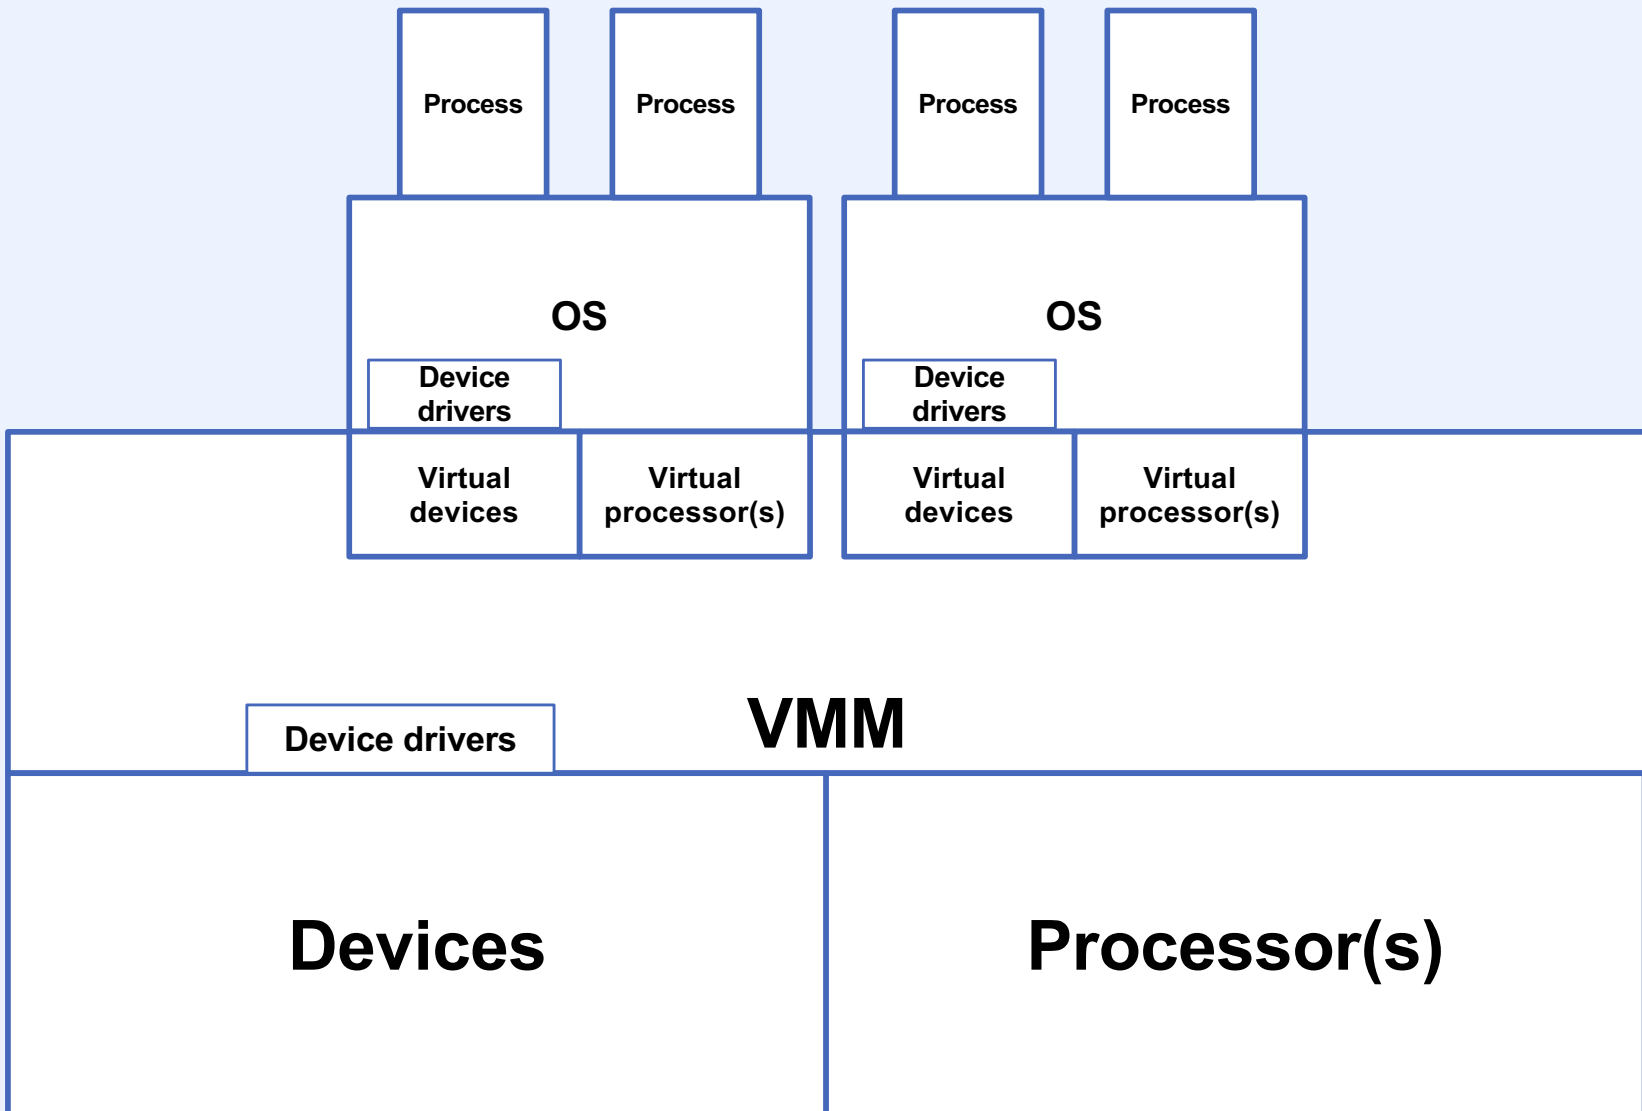 Process
Process
Process
Process
OS
OS
Device
drivers
Device
drivers
Virtual
devices
Virtual
processor(s)
Virtual
devices
Virtual
processor(s)
VMM
Device drivers
Devices
Processor(s)